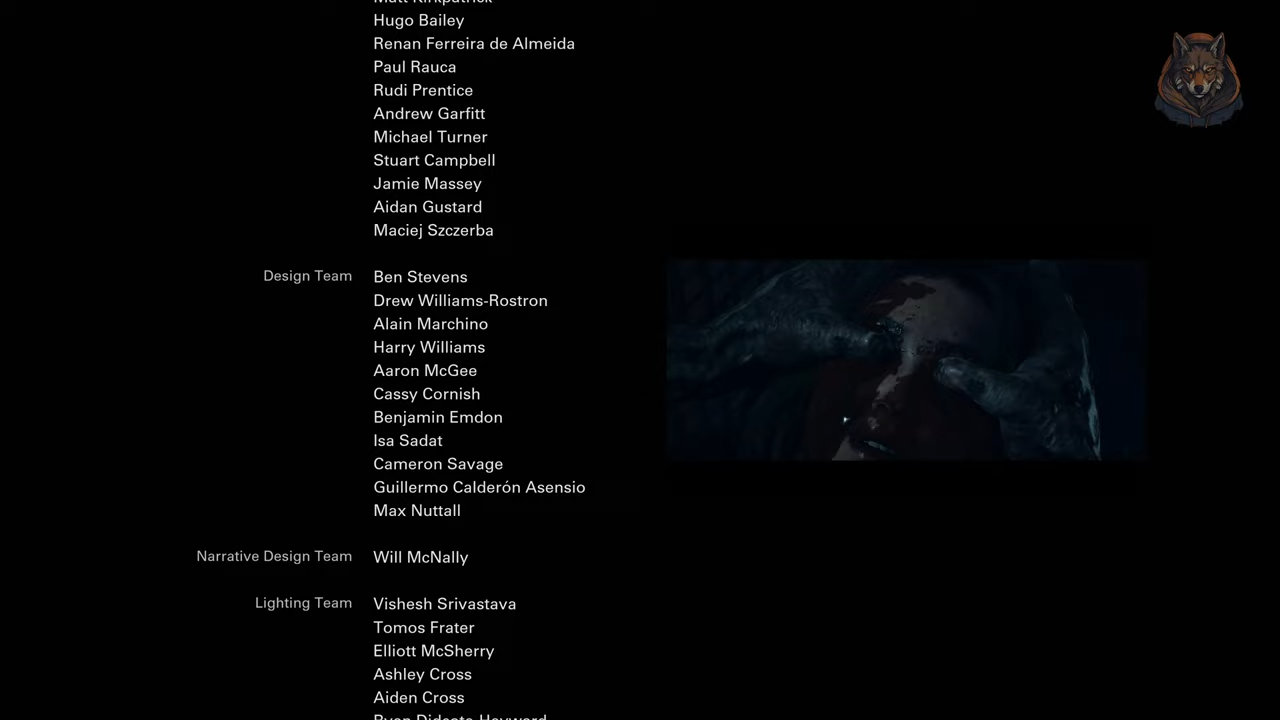 Matt Kirkpatrick
Hugo Bailey
Renan Ferreira de Almeida
Paul Rauca
Rudi Prentice
Andrew Garfitt
Michael Turner
Stuart Campbell
Jamie Massey
Aidan Gustard
Maciej Szczerba
Design Team Ben Stevens
Drew Williams-Rostron
Alain Marchino
Harry Williams
Aaron McGee
Cassy Cornish
Benjamin Emdon
Isa Sadat
Cameron Savage
Guillermo Calderón Asensio
Max Nuttall
Narrative Design Team Will McNally
Lighting Team Vishesh Srivastava
Tomos Frater
Elliott McSherry
Ashley Cross
Aiden Cross
Ryan